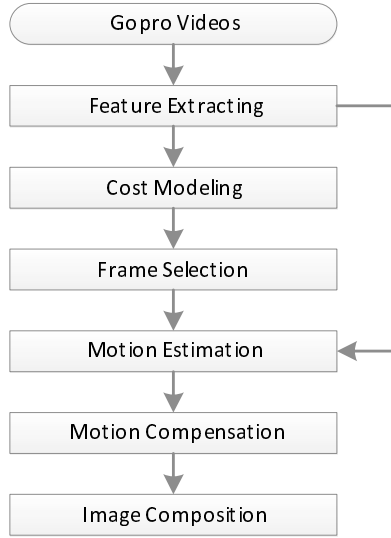 Gopro Videos
Feature Extracting
Cost Modeling
Frame Selection
Motion Estimation
Motion Compensation
Image Composition